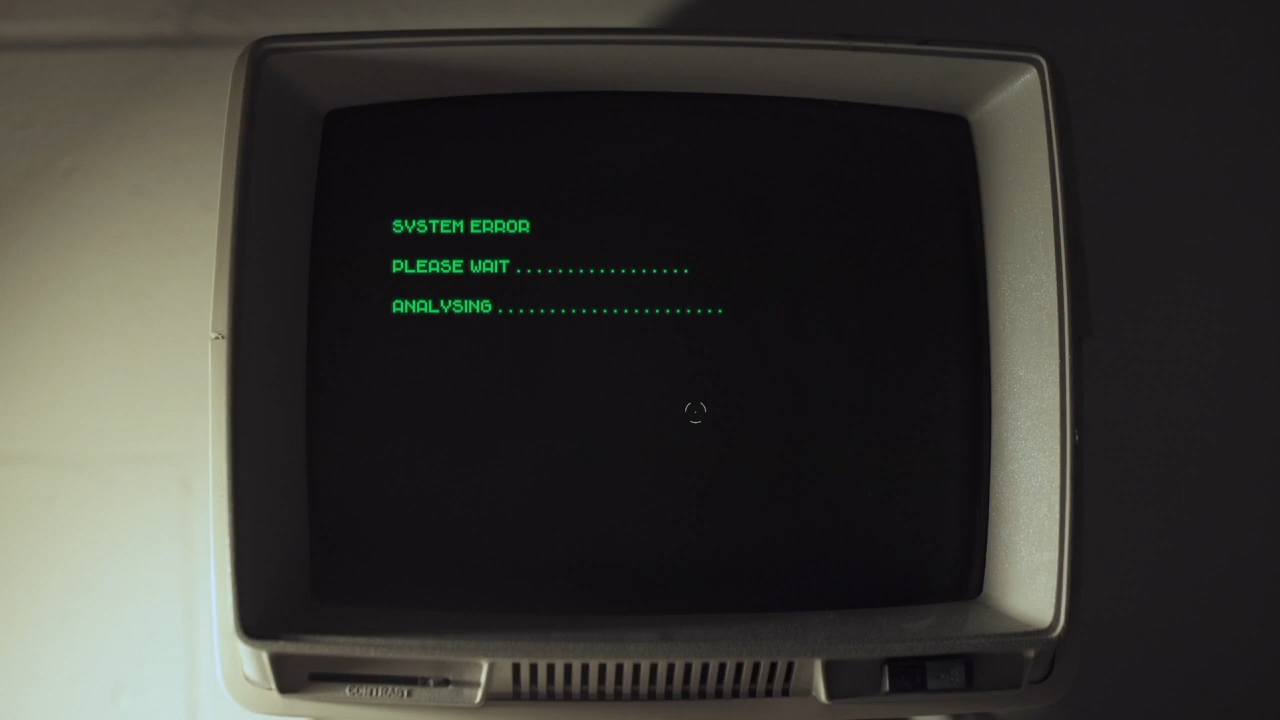 SYSTEM ERROR
PLEASE WAIT .................
ANALYSING ......................
CONTRAST